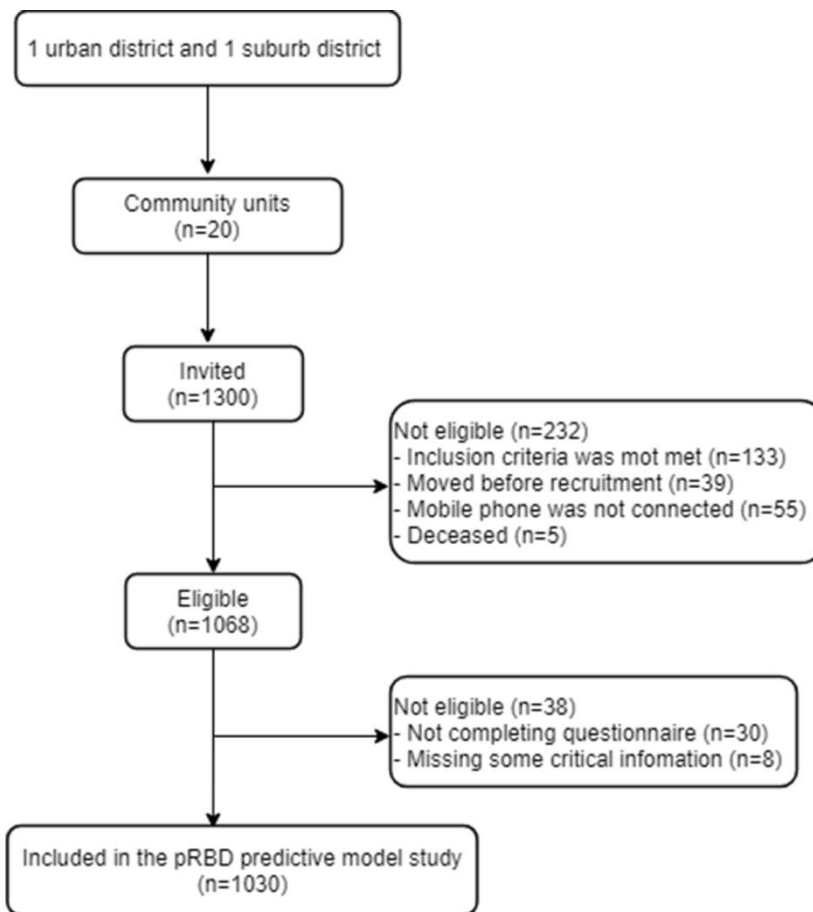 1 urban district and 1 suburb district
Community units
(n=20)
Invited
(n=1300)
Not eligible (n=232)
- Inclusion criteria was mot met (n=133)
- Moved before recruitment (n=39)
- Mobile phone was not connected (n=55)
- Deceased (n=5)
Eligible
(n=1068)
Not eligible (n=38)
- Not completing questionnaire (n=30)
- Missing some critical infomation (n=8)
Included in the pRBD predictive model study
(n=1030)